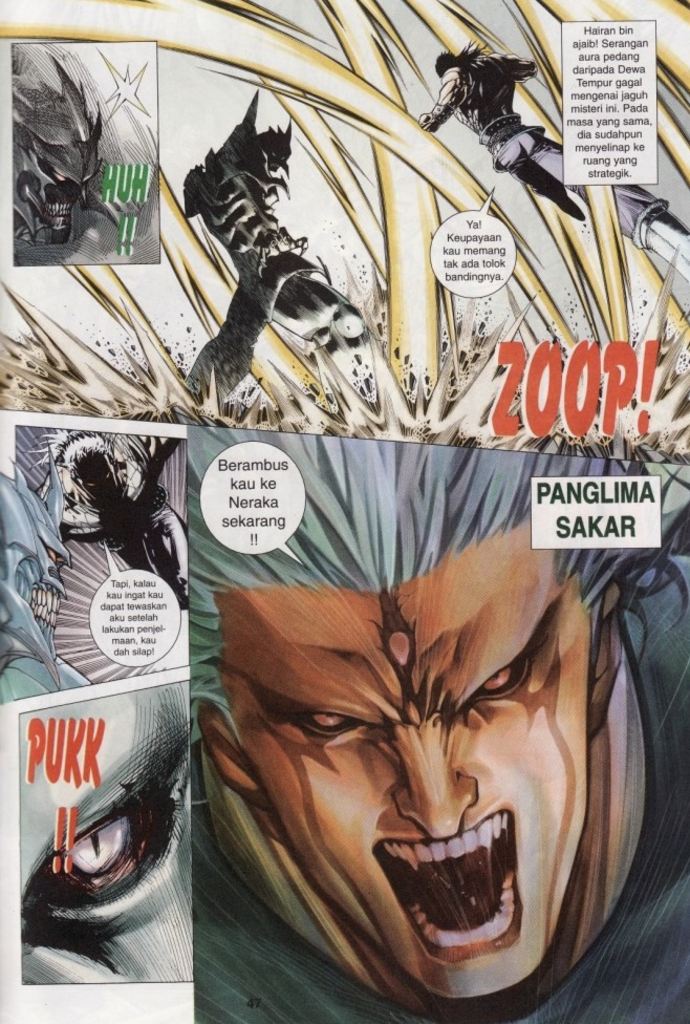 Hairan bin
ajaib! Serangan
aura pedang
daripada Dewa
Tempur gagal
mengenai jaguh
misteri ini. Pada
masa yang sama,
dia sudahpun
menyelinap ke
ruang yang
strategik.
HUH
!!
Ya!
Keupayaan
kau memang
tak ada tolok
bandingnya.
ZOOP!
Berambus
kau ke
Neraka
sekarang
!!
PANGLIMA
SAKAR
Tapi, kalau
kau ingat kau
dapat tewaskan
aku setelah
lakukan penjel-
maan, kau
dah silap!
PUKK
!!
47